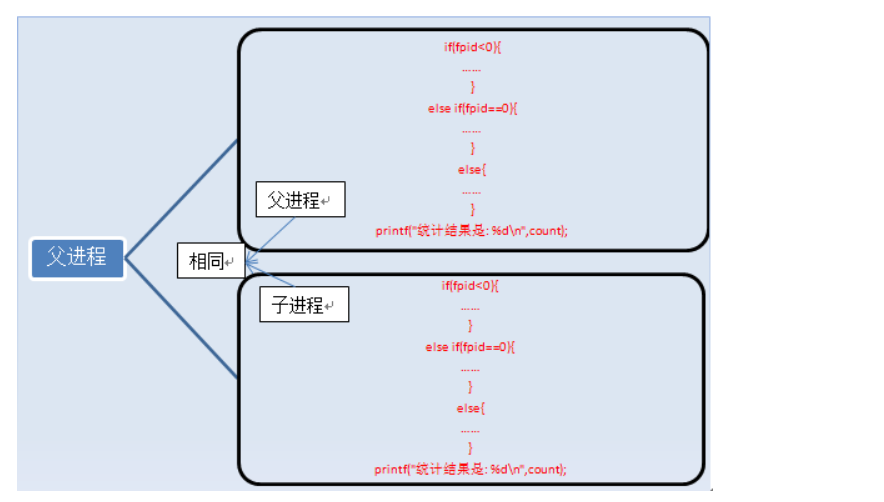 if(fpid<0){
......
}
else if(fpid==0){
......
}
else{
......
}
printf("统计结果是: %d\n",count);
父进程
父进程
相同
子进程
if(fpid<0){
......
}
else if(fpid==0){
......
}
else{
......
}
printf("统计结果是: %d\n",count);